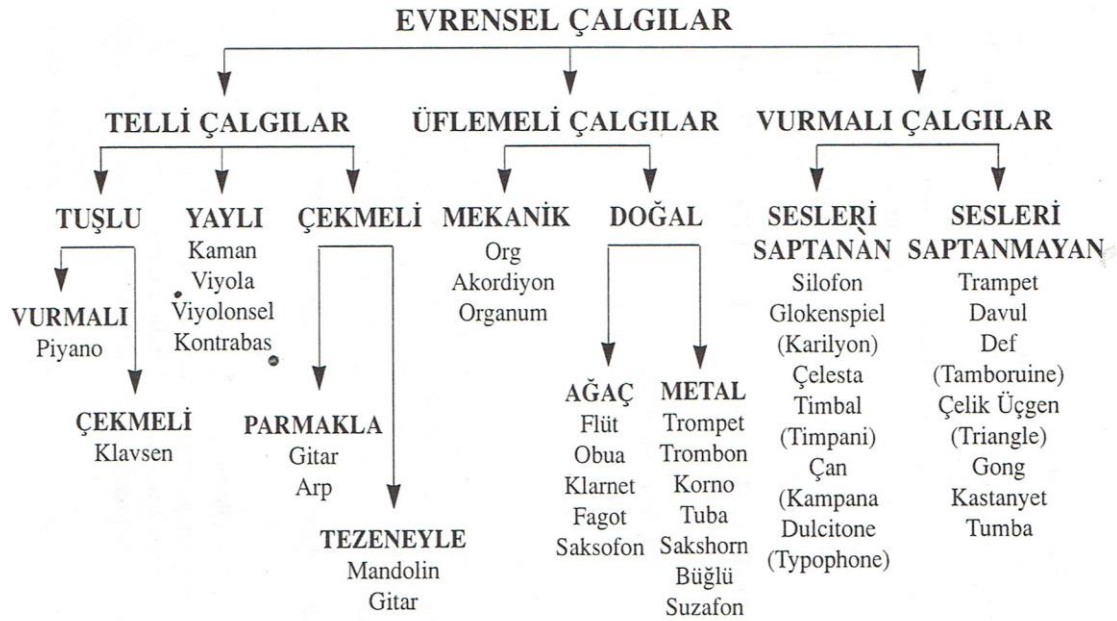 EVRENSEL ÇALGILAR
TELLİ ÇALGILAR
ÜFLEMELİ ÇALGILAR
VURMALI ÇALGILAR
TUŞLU
VURMALI
Piyano
ÇEKMELİ
Klavsen
YAYLI
Kaman
Viyola
Viyolonsel
Kontrabas
ÇEKMELİ
PARMAKLA
Gitar
Arp
TEZENEYLE
Mandolin
Gitar
MEKANİK
Org
Akordiyon
Organum
DOĞAL
AĞAÇ
Flüt
Obua
Klarnet
Fagot
Saksofon
METAL
Trompet
Trombon
Korno
Tuba
Sakshorn
Büğlü
Suzafon
SESLERİ
SAPTANAN
Silofon
Glokenspiel
(Karilyon)
Çelesta
Timbal
(Timpani)
Çan
(Kampana
Dulcitone
(Typophone)
SESLERİ
SAPTANMAYAN
Trampet
Davul
Def
(Tamboruine)
Çelik Üçgen
(Triangle)
Gong
Kastanyet
Tumba